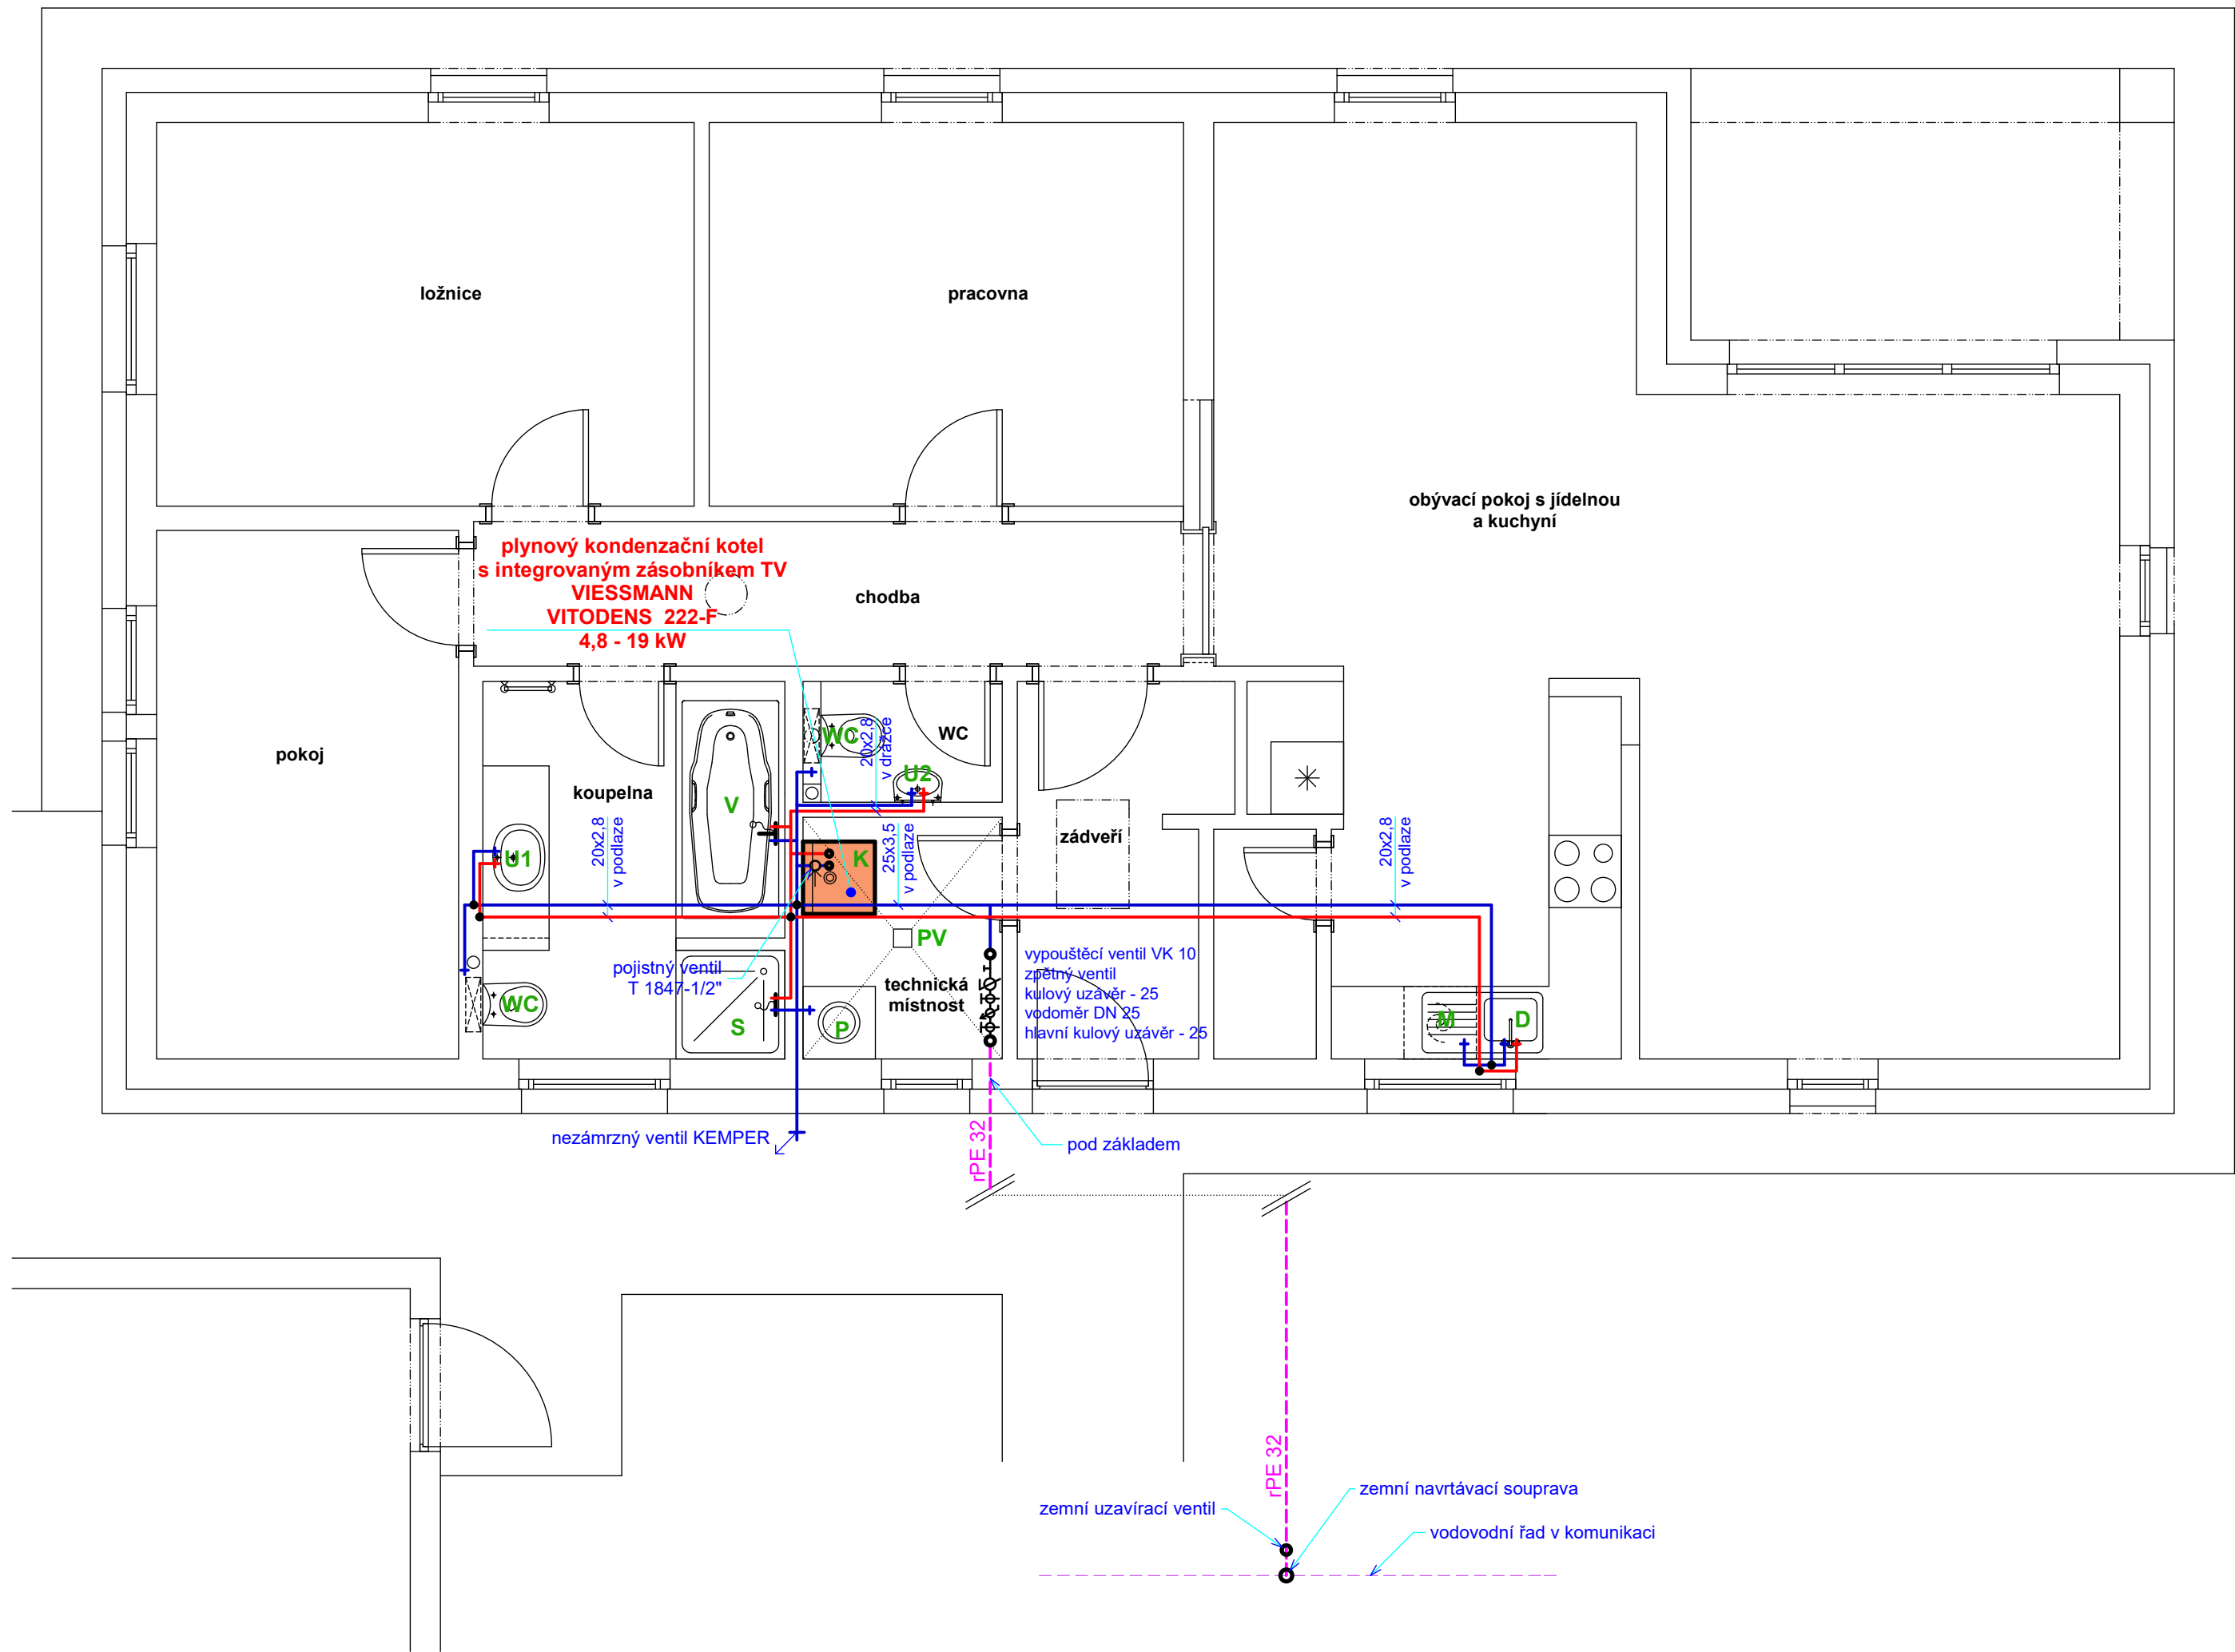 ložnice
pracovna
obývací pokoj s jídelnou
a kuchyní
plynový kondenzační kotel
s integrovaným zásobníkem TV
VIESSMANN
VITODENS 222-F
4,8 - 19 kW
chodba
pokoj
koupelna
WC
20x2,8
v drážce
WC
U2
V
zádveří
U1
20x2,8
v podlaze
K
25x3,5
v podlaze
20x2,8
v podlaze
PV
pojistný ventil
T 1847-1/2"
technická
místnost
vypouštěcí ventil VK 10
zpětný ventil
kulový uzávěr - 25
vodoměr DN 25
hlavní kulový uzávěr - 25
WC
S
P
M
D
nezámrzný ventil KEMPER
rPE 32
pod základem
rPE 32
zemní navrtávací souprava
zemní uzavírací ventil
vodovodní řad v komunikaci